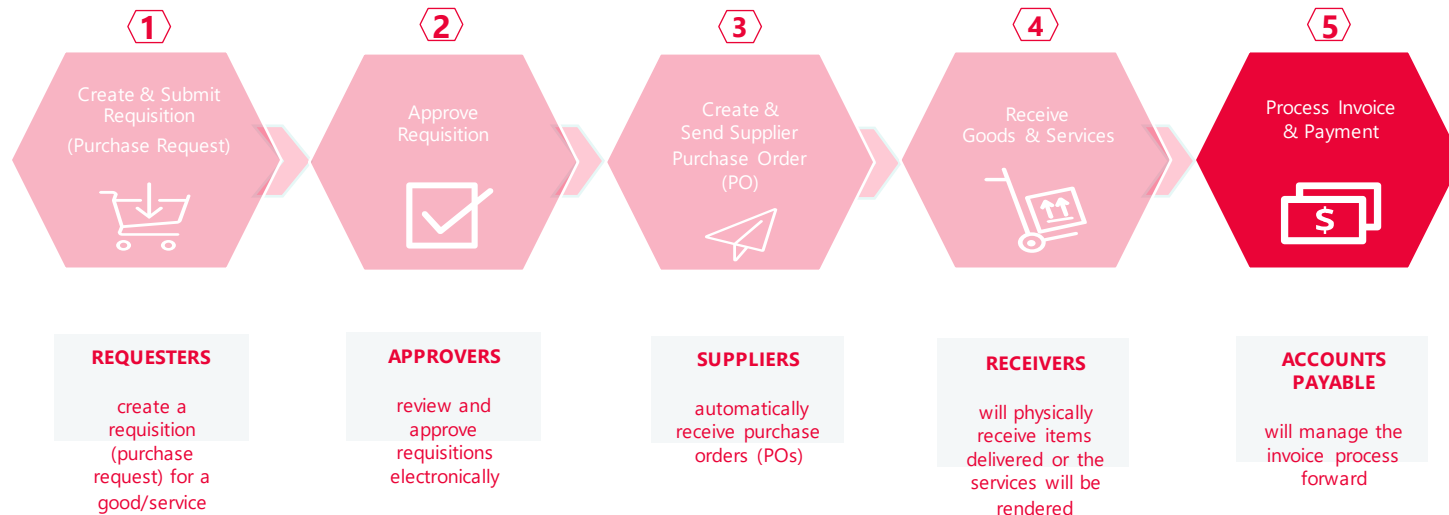 1
Create & Submit
Requisition
(Purchase Request)
2
Approve
Requisition
3
Create &
Send Supplier
Purchase Order
(PO)
4
Receive
Goods & Services
5
Process Invoice
& Payment
$
REQUESTERS
create a
requisition
(purchase
request) for a
good/service
APPROVERS
review and
approve
requisitions
electronically
SUPPLIERS
automatically
receive purchase
orders (POs)
RECEIVERS
will physically
receive items
delivered or the
services will be
rendered
ACCOUNTS
PAYABLE
will manage the
invoice process
forward